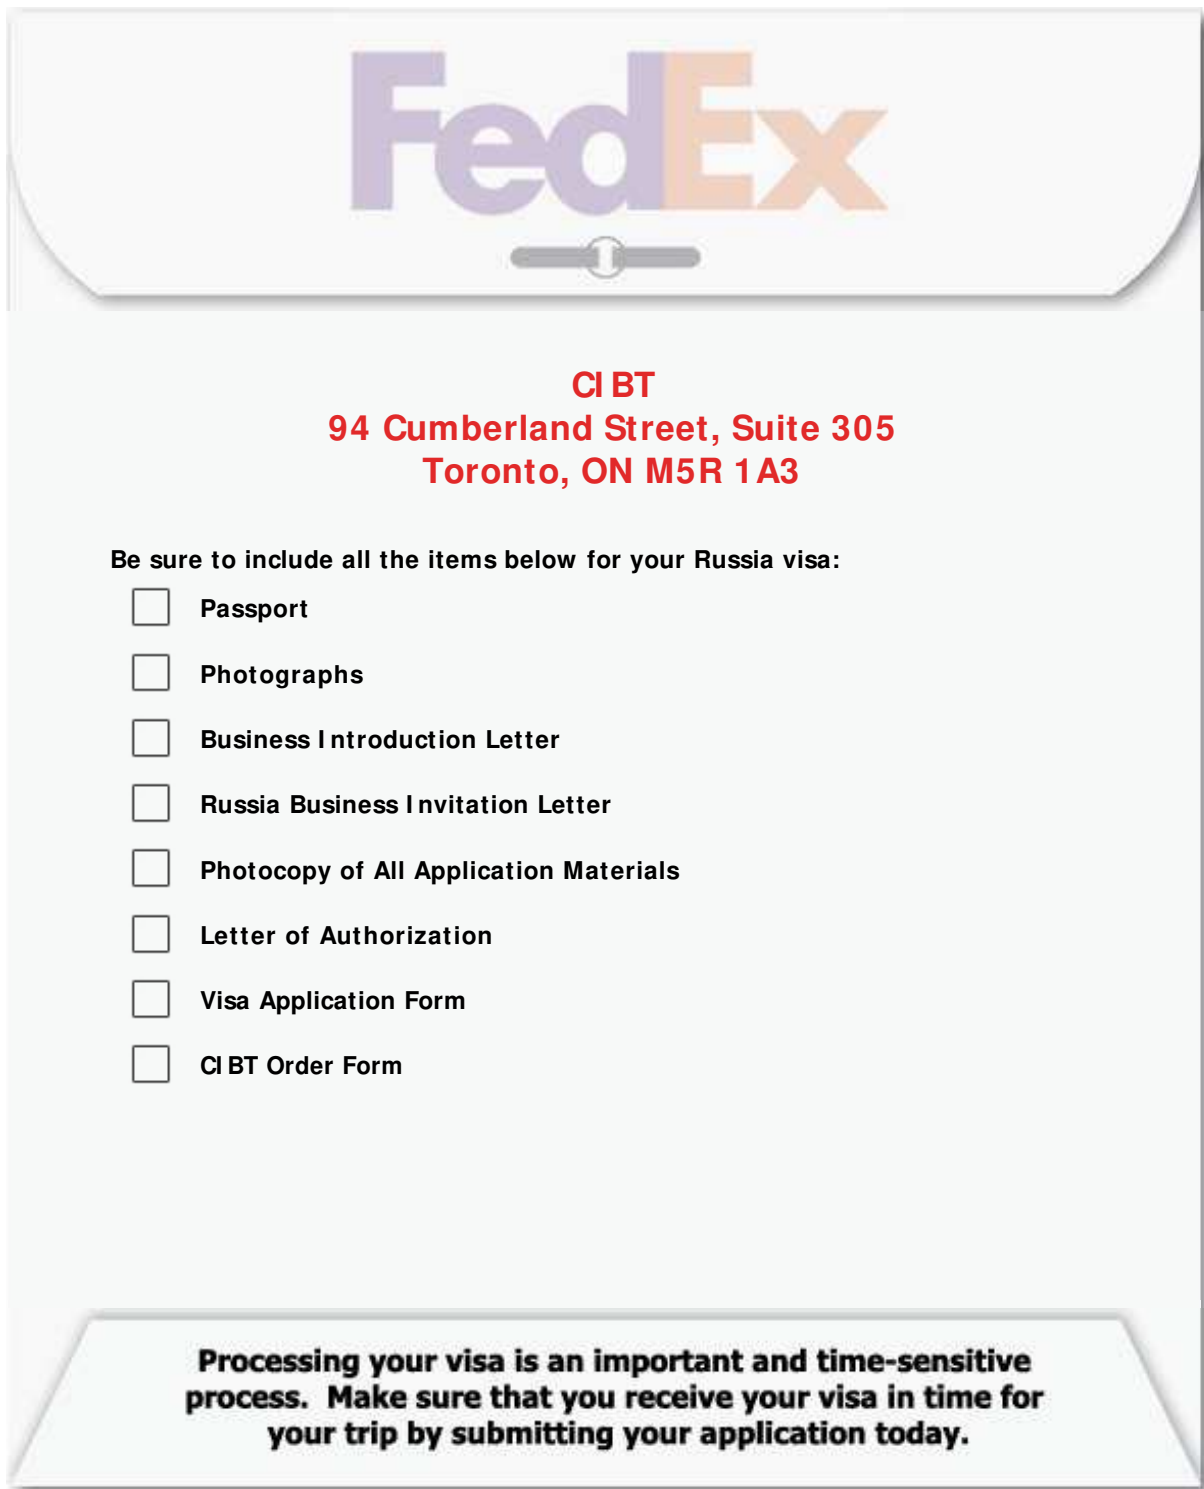 FedEx
CIBT
94 Cumberland Street, Suite 305
Toronto, ON M5R 1A3
Be sure to include all the items below for your Russia visa:
Passport
Photographs
Business Introduction Letter
Russia Business Invitation Letter
Photocopy of All Application Materials
Letter of Authorization
Visa Application Form
CIBT Order Form
Processing your visa is an important and time-sensitive
process. Make sure that you receive your visa in time for
your trip by submitting your application today.